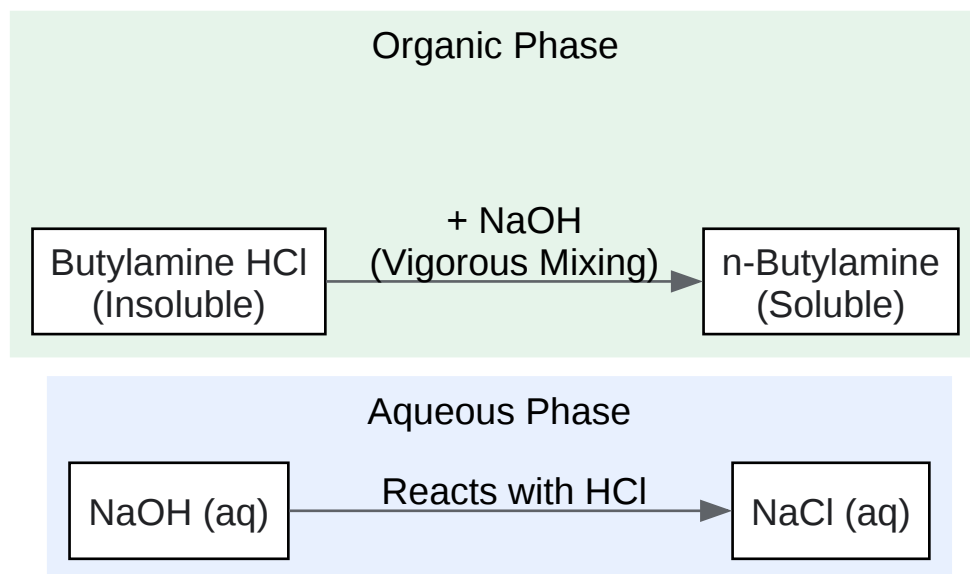 Organic Phase
+ NaOH
(Vigorous Mixing)
Butylamine HCl
(Insoluble)
n-Butylamine
(Soluble)
Aqueous Phase
Reacts with HCl
NaOH (aq)
NaCl (aq)